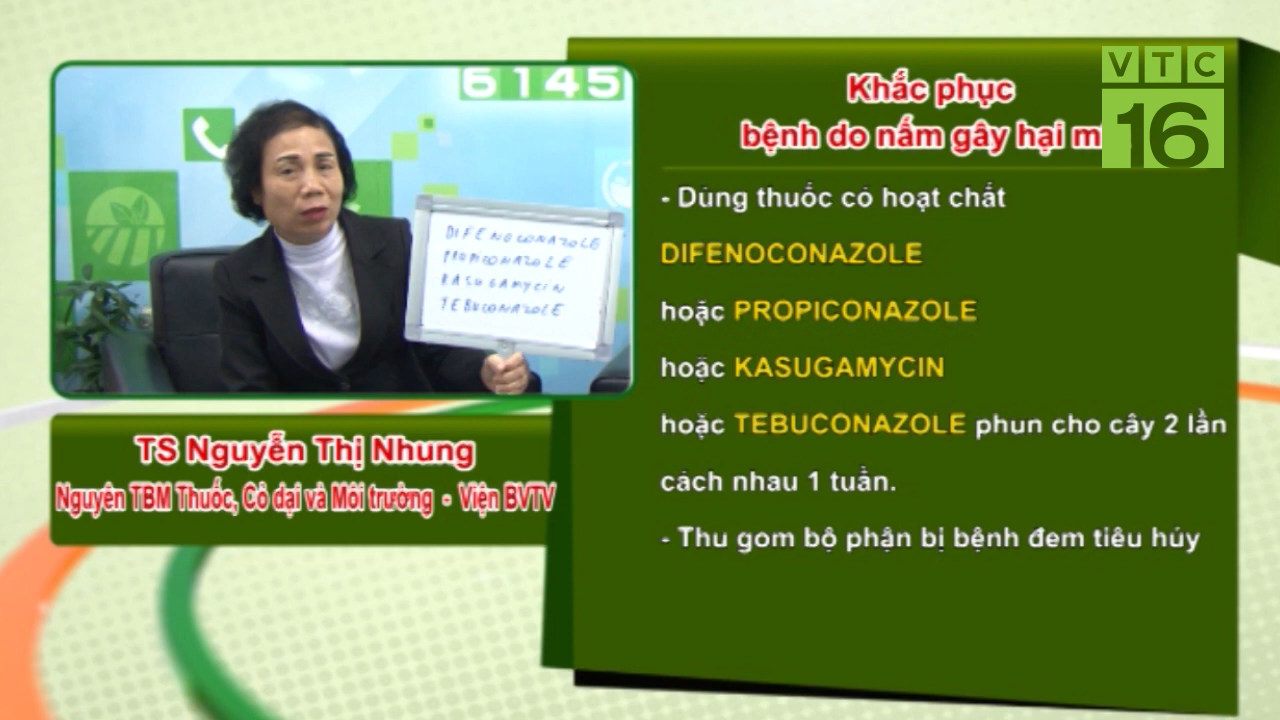 6145
DIFENOCONAZOLE
PROPICONAZOLE
KASUGAMYCIN
TEBUCONAZOLE
TS Nguyễn Thị Nhung
Nguyên TBM Thuốc, Cỏ dại và Môi trường - Viện BVTV
VTC
16
Khắc phục
bệnh do nấm gây hại
- Dùng thuốc có hoạt chất
DIFENOCONAZOLE
hoặc PROPICONAZOLE
hoặc KASUGAMYCIN
hoặc TEBUCONAZOLE phun cho cây 2 lần
cách nhau 1 tuần.
- Thu gom bộ phận bị bệnh đem tiêu hủy